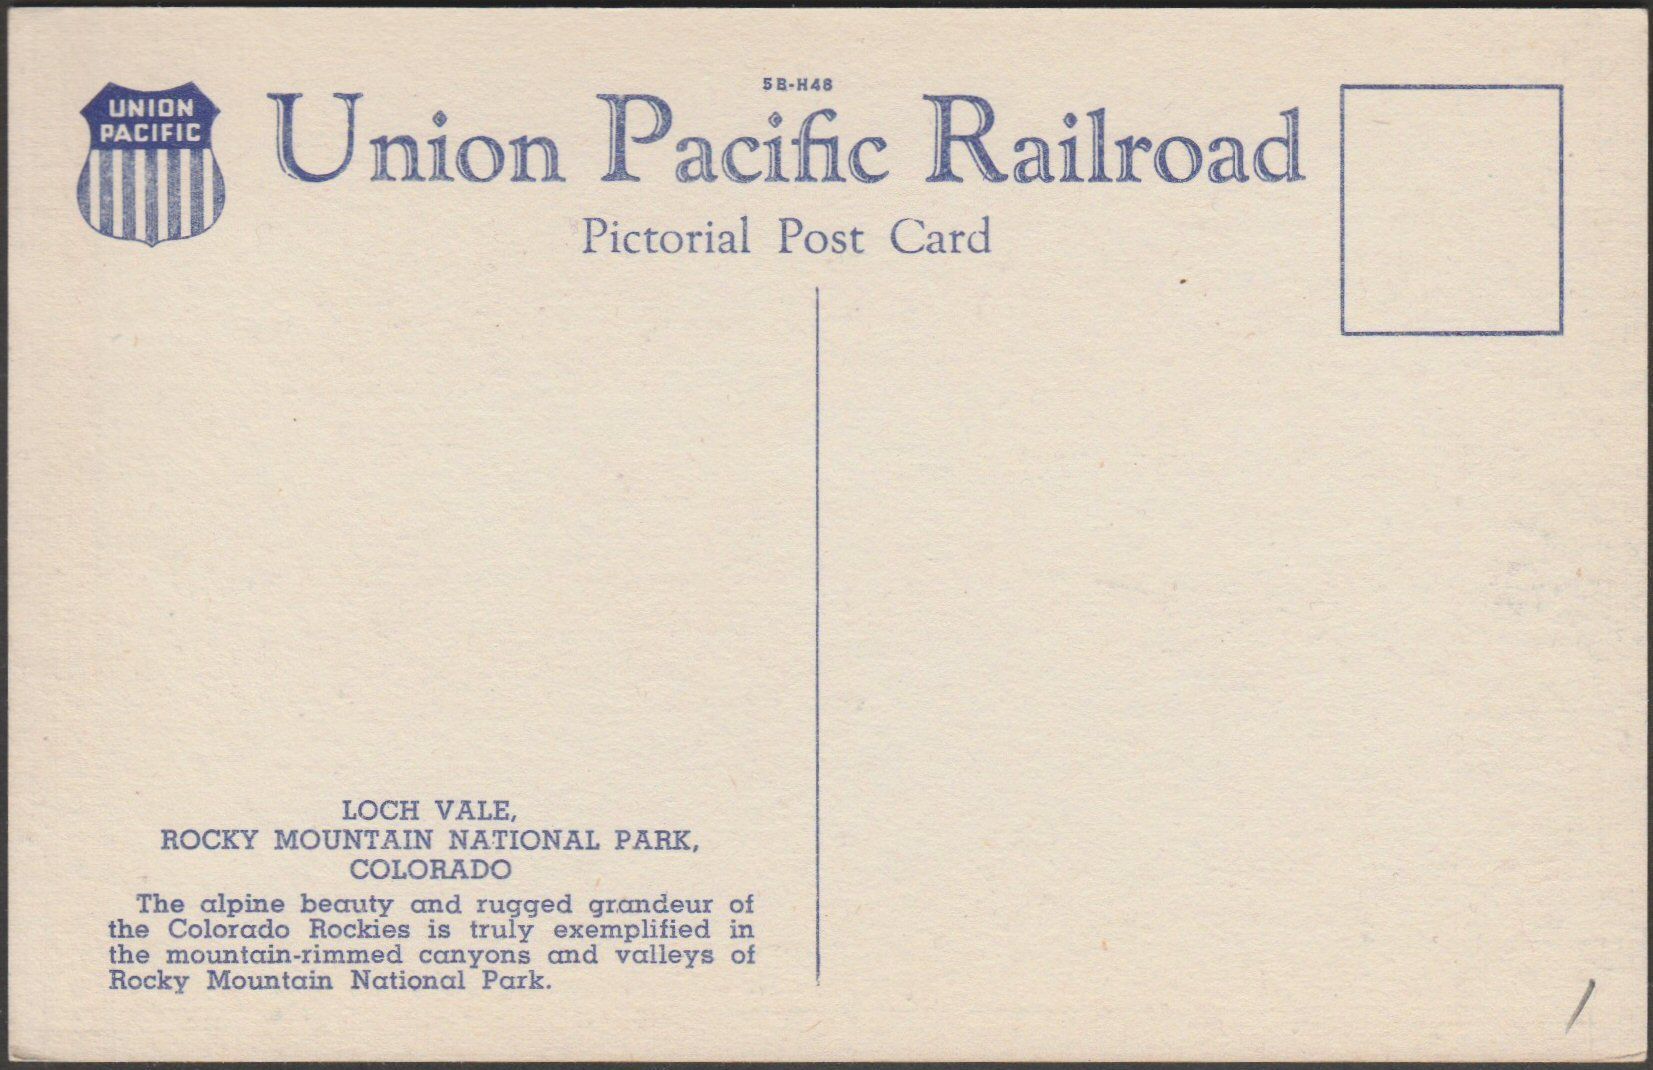 5B-H48
UNION
PACIFIC
Union Pacific Railroad
Pictorial Post Card
LOCH VALE,
ROCKY MOUNTAIN NATIONAL PARK,
COLORADO
The alpine beauty and rugged grandeur of
the Colorado Rockies is truly exemplified in
the mountain-rimmed canyons and valleys of
Rocky Mountain National Park.